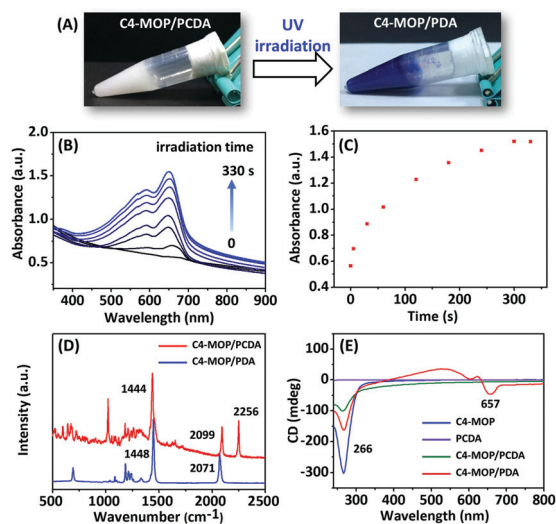 (A)
C4-MOP/PCDA
UV
irradiation
C4-MOP/PDA
(B)
irradiation time
330 s
0
2.0
1.5
1.0
0.5
Absorbance (a.u.)
400 500 600 700 800 900
Wavelength (nm)
(C)
1.6
1.4
1.2
1.0
0.8
0.6
0.4
Absorbance (a.u.)
0 100 200 300
Time (s)
(D)
C4-MOP/PCDA
C4-MOP/PDA
1444
2256
2099
1448
2071
Intensity (a.u.)
500 1000 1500 2000 2500
Wavenumber (cm-1)
(E)
100
0
-100
-200
-300
-400
CD (mdeg)
657
266
C4-MOP
PCDA
C4-MOP/PCDA
C4-MOP/PDA
300 400 500 600 700 800
Wavelength (nm)